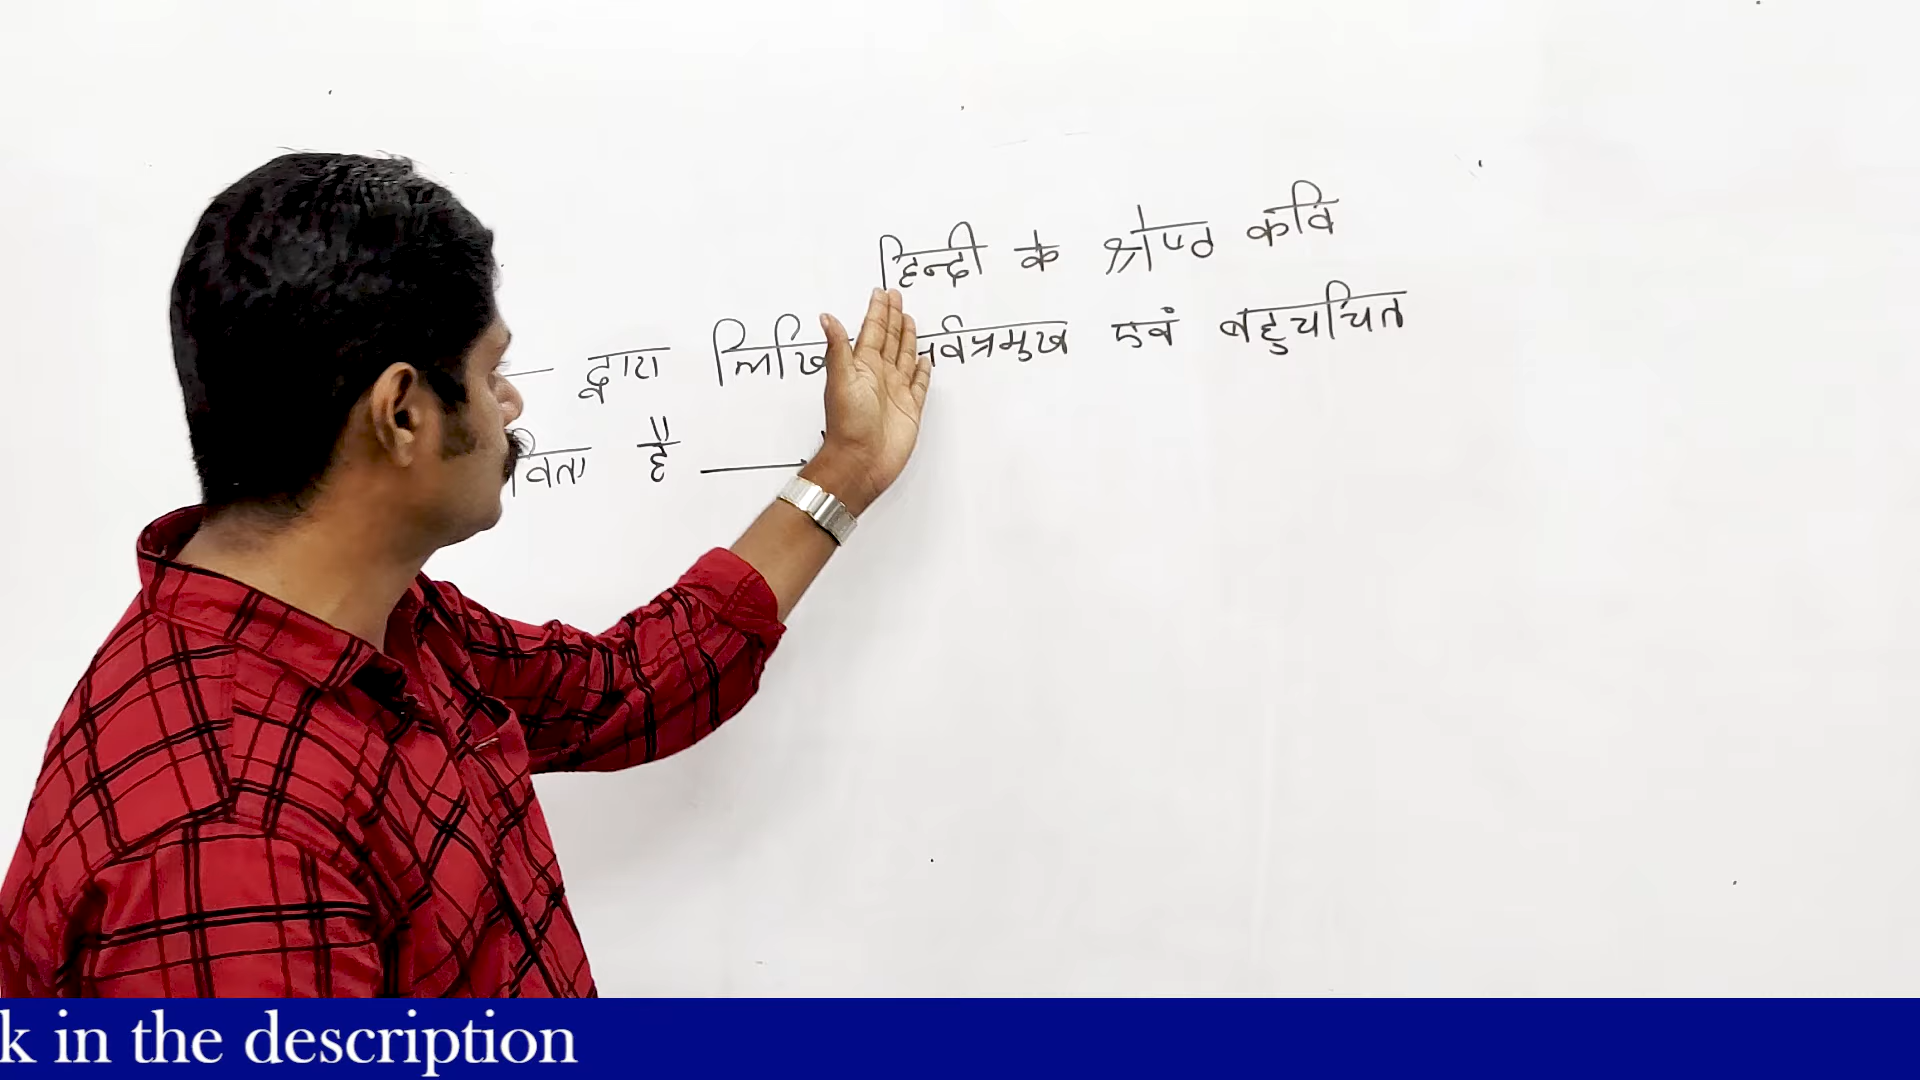 हिन्दी के श्रेष्ठ कवि
— द्वारा सर्वप्रमुख एवं बहुचर्चित
है —
k in the description